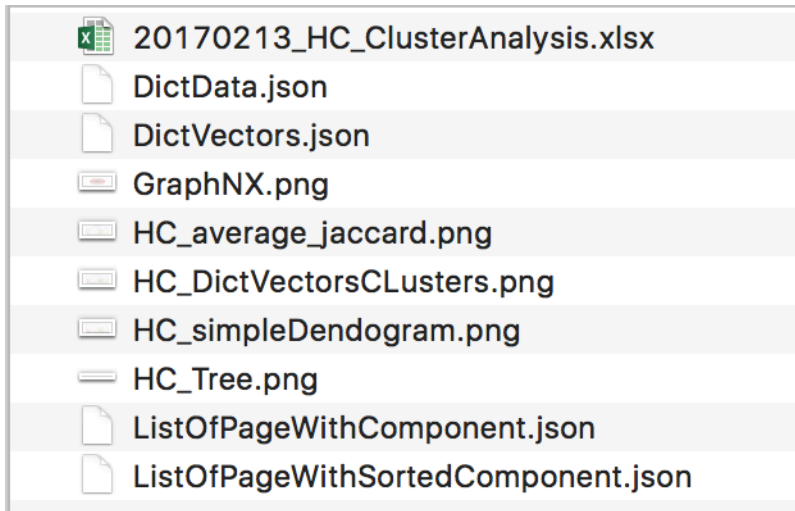 20170213_HC_ClusterAnalysis.xlsx
DictData.json
DictVectors.json
GraphNX.png
HC_average_jaccard.png
HC_DictVectorsCLusters.png
HC_simpleDendogram.png
HC_Tree.png
ListOfPageWithComponent.json
ListOfPageWithSortedComponent.json